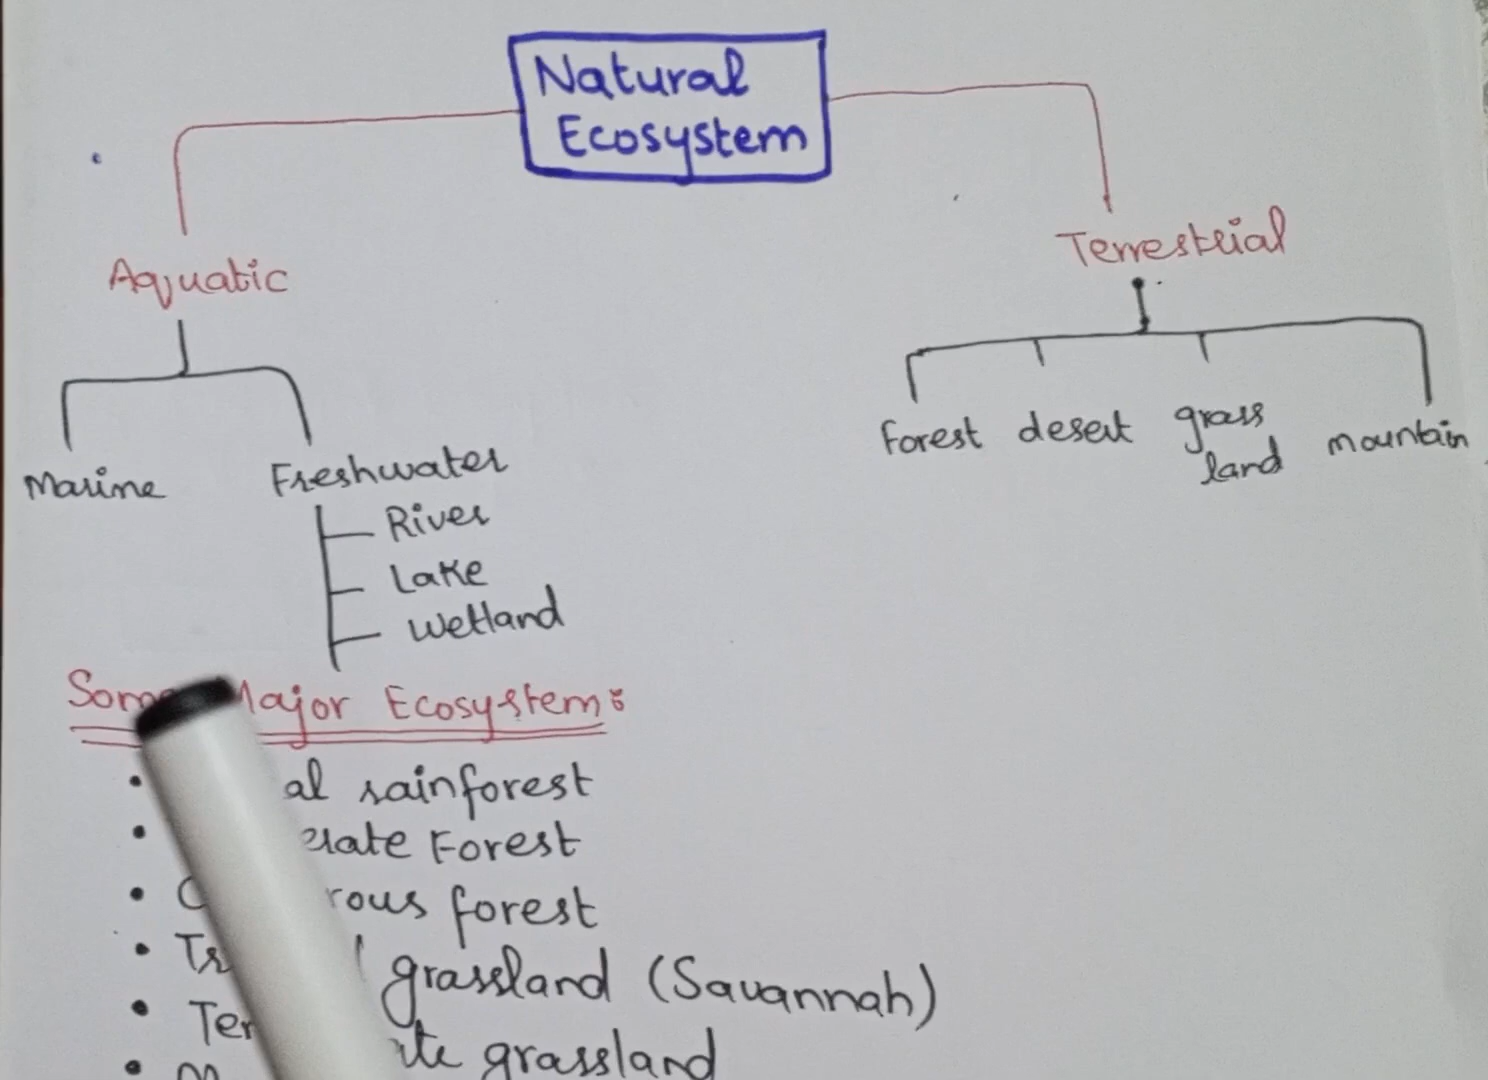 Natural
Ecosystem
Aquatic
Terrestrial
Marine
Freshwater
River
Lake
Wetland
Forest
desert
grass
land
mountain
Major Ecosystem:
rainforest
Forest
forest
grassland (Savannah)
grassland